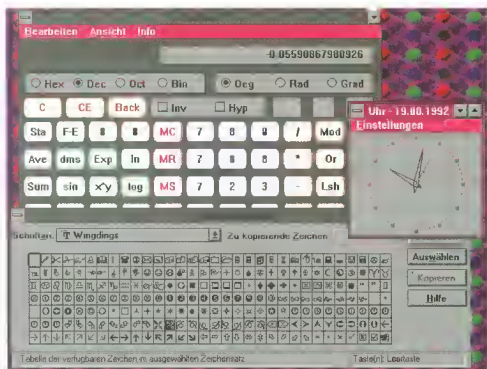 Bearbeiten Ansicht Info
-0.05590867980926
Hex Dec Oct Bin Deg Rad Grad
C CE Back Inv Hyp
Sta F-E MC 7 8 9 / Mod
Ave dms Exp ln MR * Or
Sum sin x^y log MS 2 3 - Lsh
Uhr - 19.00.1992
Einstellungen
Schriftart: Wingdings Zu kopierende Zeichen
Auswählen
Kopieren
Hilfe
Tabelle der verfügbaren Zeichen im ausgewählten Zeichensatz Taste(n): Leertaste